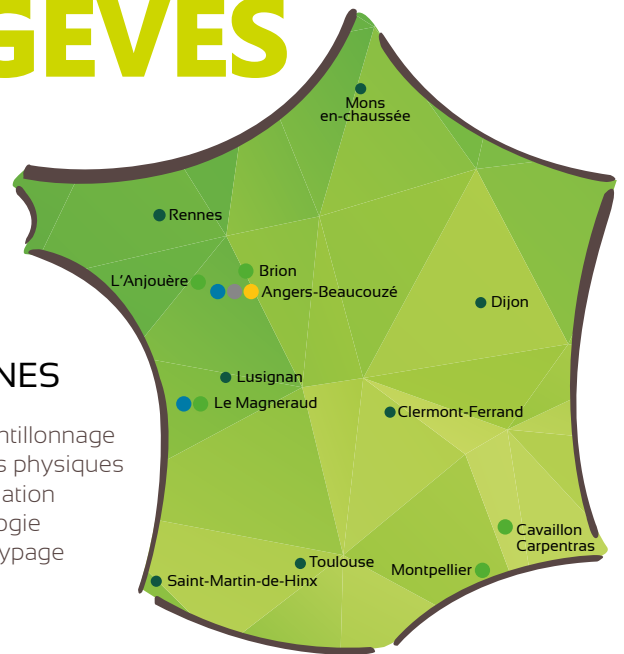 GEVES
Mons
en-chaussée
Rennes
Brion
L'Anjouère
Angers-Beaucouzé
Dijon
NES
Lusignan
Le Magneraud
Clermont-Ferrand
ntillonnage
s physiques
ation
ogie
ypage
Cavaillon
Carpentras
Toulouse
Montpellier
Saint-Martin-de-Hinx